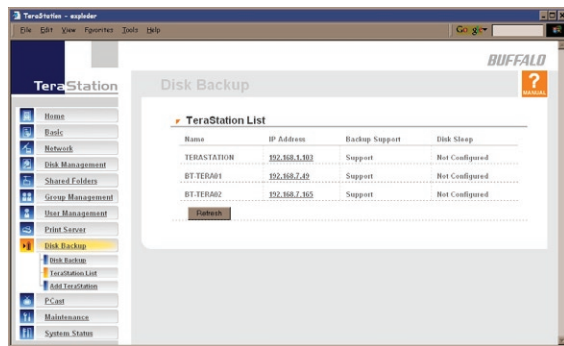 TeraStation - exploder
File Edit View Fgvorites Tools Help
BUFFALO
TeraStation
Disk Backup
?
MANUAL
Home
Basic
Network
Disk Management
Shared Folders
Group Management
User Management
Print Server
Disk Backup
Disk Backup
TeraStation List
Add TeraStation
PCast
Maintenance
System Status
TeraStation List
Name IP Address Backup Support Disk Sleep
TERASTATION 192.168.1.103 Support Not Configured
BT-TERA01 192.168.7.49 Support Not Configured
BT-TERA02 192.168.7.165 Support Not Configured
Refresh